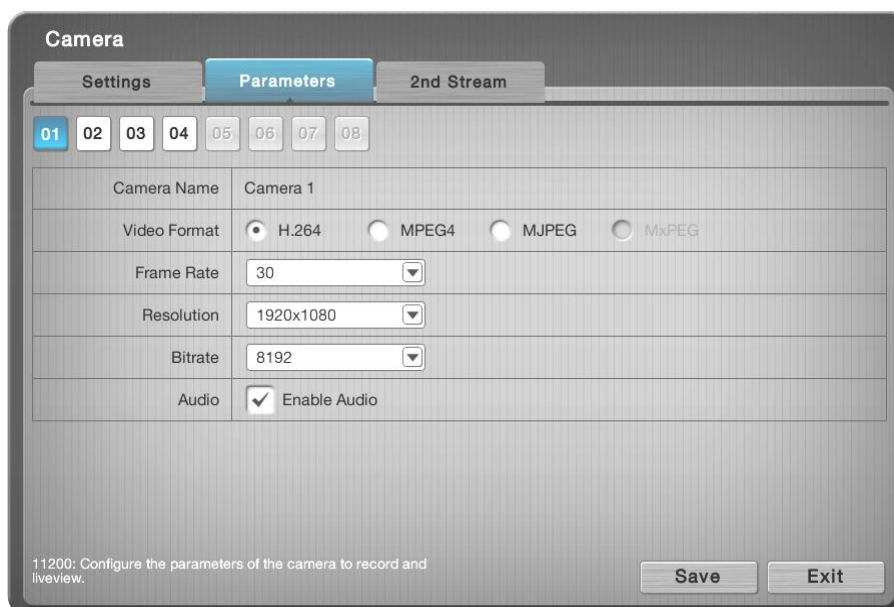 Camera
Settings Parameters 2nd Stream
01 02 03 04 05 06 07 08
Camera Name Camera 1
Video Format H.264 MPEG4 MJPEG MxPEG
Frame Rate 30
Resolution 1920x1080
Bitrate 8192
Audio Enable Audio
11200: Configure the parameters of the camera to record and
liveview.
Save Exit